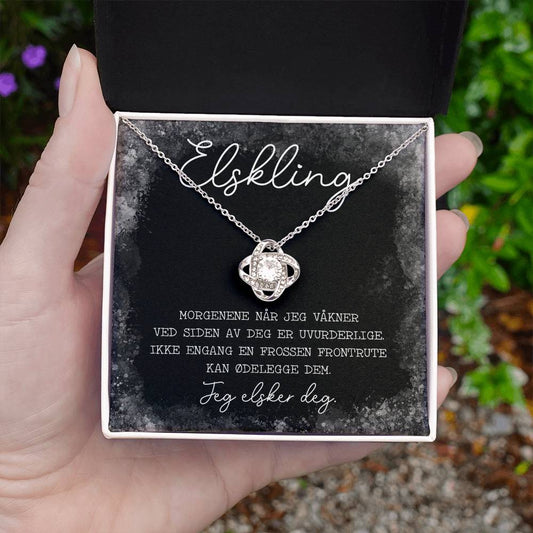 Elskling
MORGENENE NÅR JEG VÅKNER
VED SIDEN AV DEG ER UVURDERLIGE.
IKKE ENGANG EN FROSSEN FRONTRUTE
KAN ØDELEGGE DEM.
Jeg elsker deg.